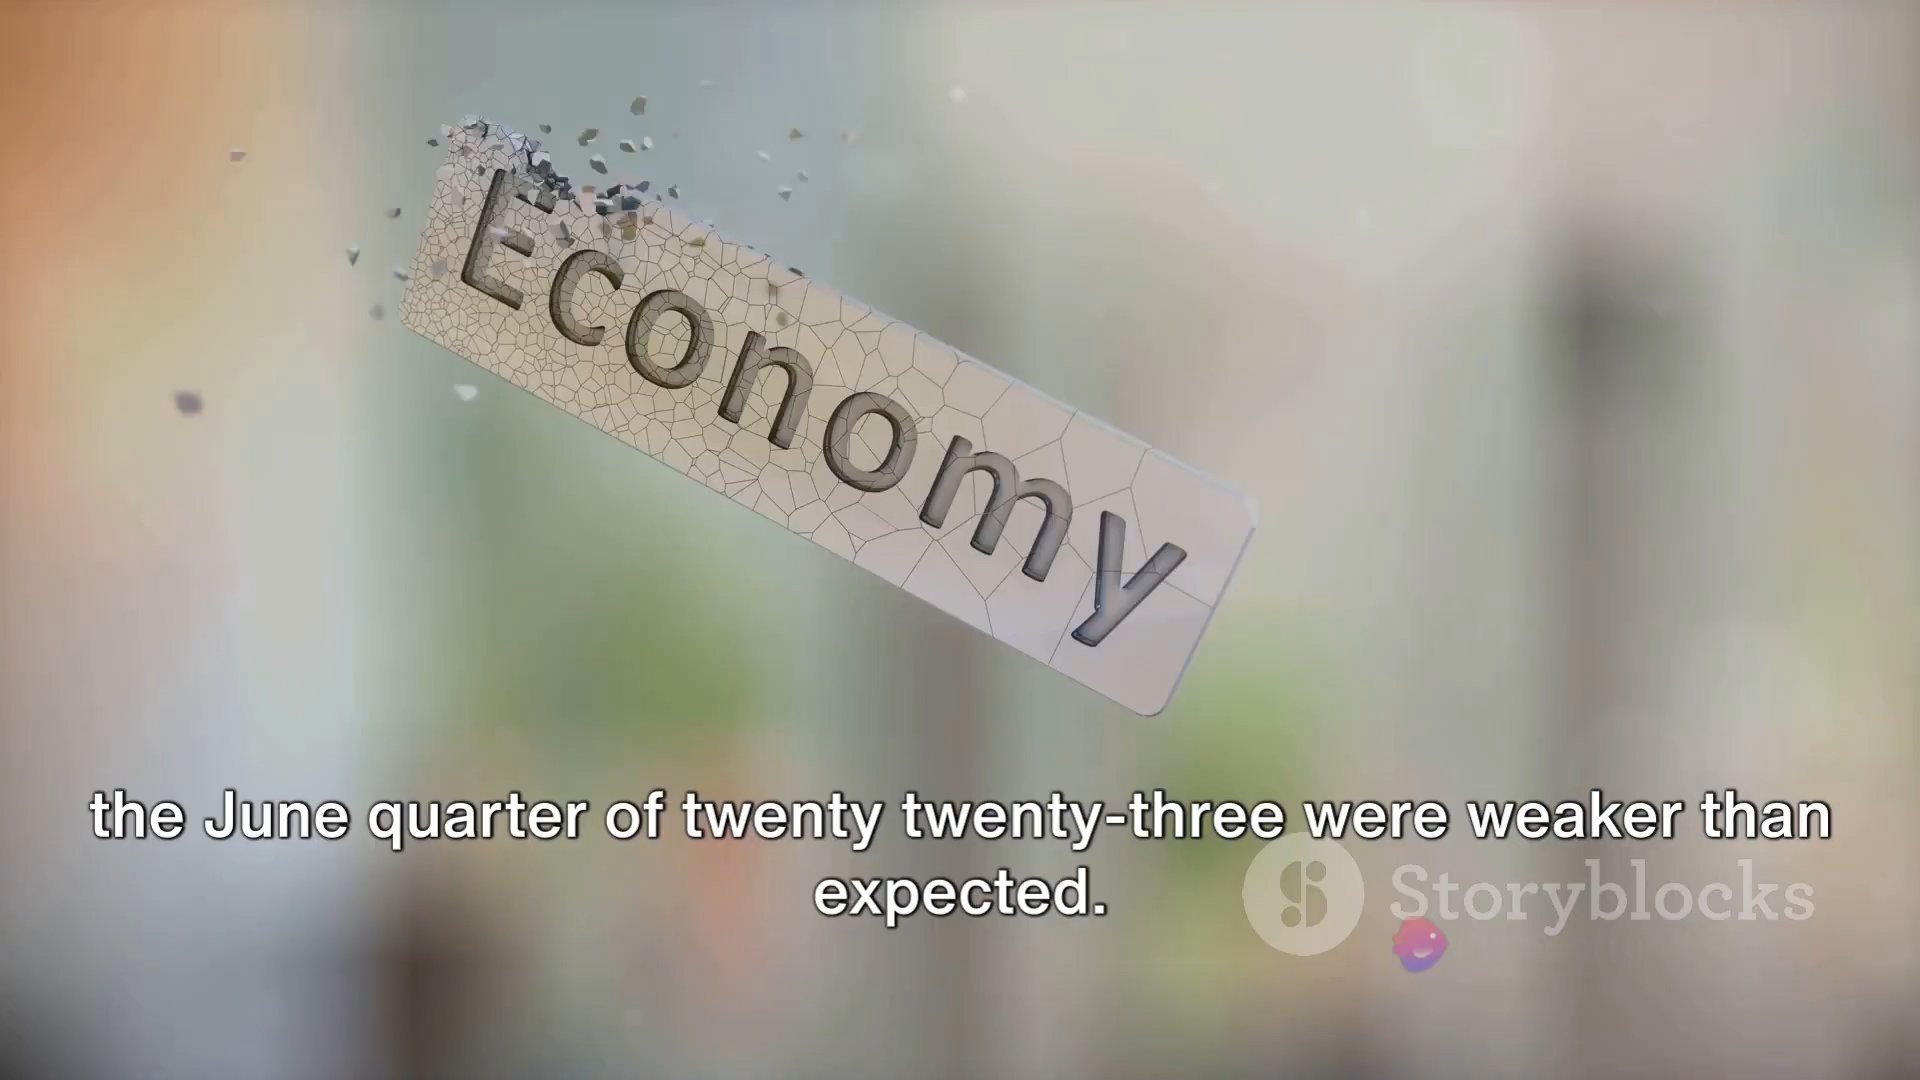 Economy
the June quarter of twenty twenty-three were weaker than
expected.
Storyblocks